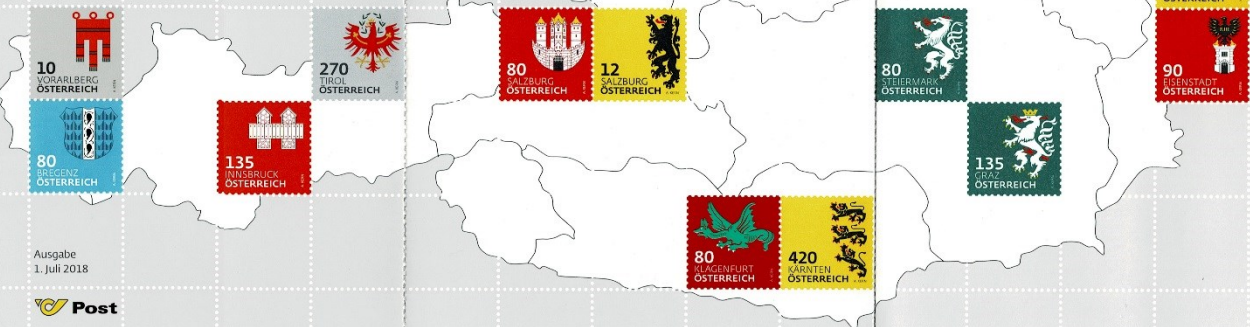 10
VORARLBERG
ÖSTERREICH
270
TIROL
ÖSTERREICH
80
SALZBURG
ÖSTERREICH
12
SALZBURG
ÖSTERREICH
80
STEIERMARK
ÖSTERREICH
ÖSTERREICH
90
EISENSTADT
ÖSTERREICH
80
BREGENZ
ÖSTERREICH
135
INNSBRUCK
ÖSTERREICH
135
GRAZ
ÖSTERREICH
80
KLAGENFURT
ÖSTERREICH
420
KÄRNTEN
ÖSTERREICH
Ausgabe
1. Juli 2018
Post